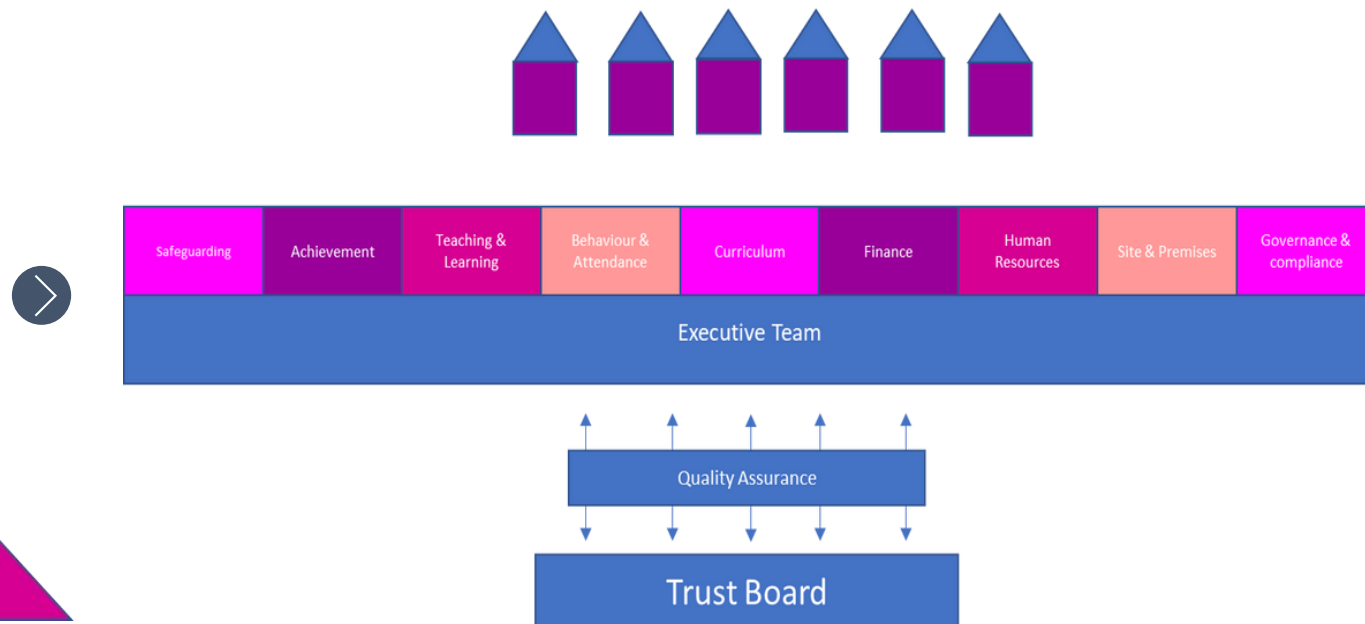 Safeguarding
Achievement
Teaching &
Learning
Behaviour &
Attendance
Curriculum
Finance
Human
Resources
Site & Premises
Governance &
compliance
Executive Team
Quality Assurance
Trust Board